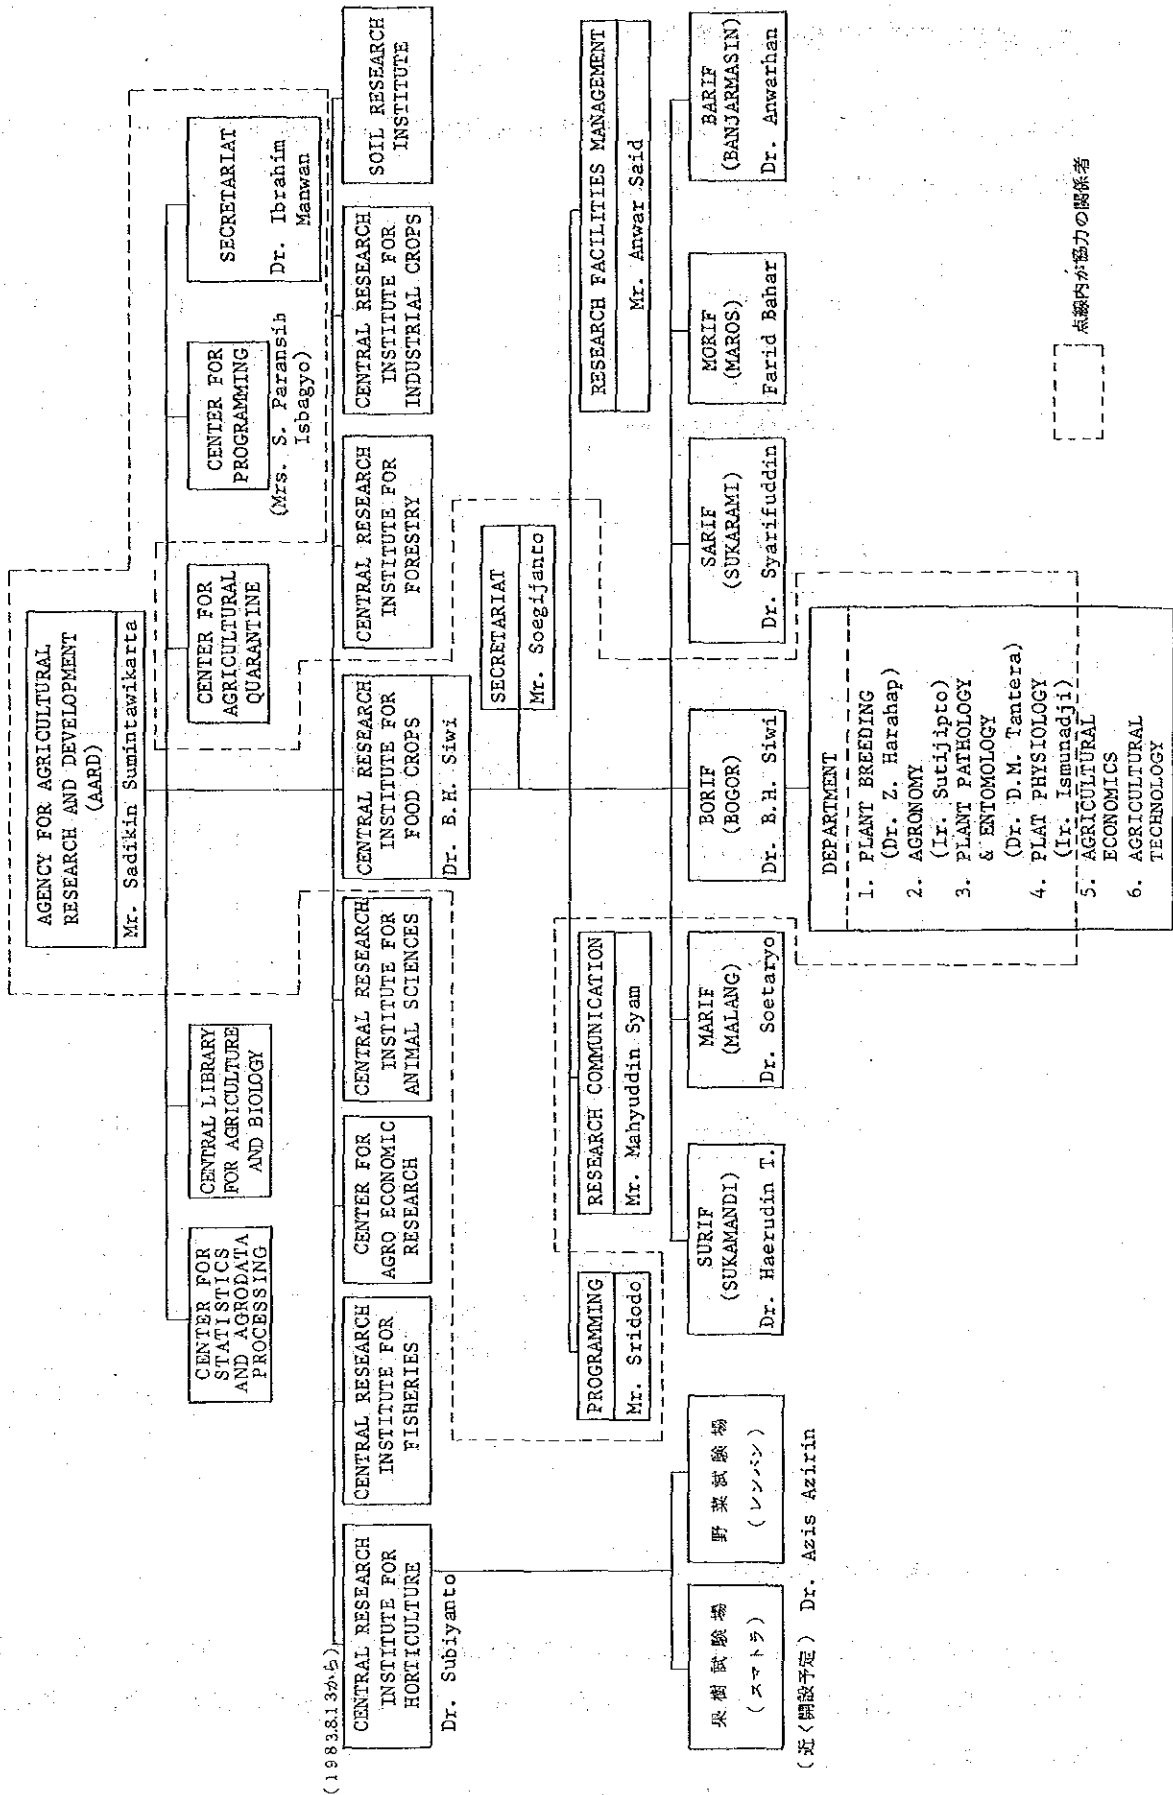 AGENCY FOR AGRICULTURAL
RESEARCH AND DEVELOPMENT
(AARD)
Mr. Sadikin Sumintawikarta
CENTER FOR
STATISTICS
AND AGRODATA
PROCESSING
CENTRAL LIBRARY
FOR AGRICULTURE
AND BIOLOGY
CENTER FOR
AGRICULTURAL
QUARANTINE
CENTER FOR
PROGRAMMING
(Mrs. S. Paransih
Isbagyo)
SECRETARIAT
Dr. Ibrahim
Manwan
(1983.8.13から)
CENTRAL RESEARCH
INSTITUTE FOR
HORTICULTURE
Dr. Subiyanto
CENTRAL RESEARCH
INSTITUTE FOR
FISHERIES
CENTER FOR
AGRO ECONOMIC
RESEARCH
CENTRAL RESEARCH
INSTITUTE FOR
ANIMAL SCIENCES
CENTRAL RESEARCH
INSTITUTE FOR
FOOD CROPS
Dr. B.H. Siwi
CENTRAL RESEARCH
INSTITUTE FOR
FORESTRY
CENTRAL RESEARCH
INSTITUTE FOR
INDUSTRIAL CROPS
SOIL RESEARCH
INSTITUTE
SECRETARIAT
Mr. Soegijanto
PROGRAMMING
Mr. Sridodo
RESEARCH COMMUNICATION
Mr. Mahyuddin Syam
RESEARCH FACILITIES MANAGEMENT
Mr. Anwar Said
果樹試験場
(スマトラ)
(近く開設予定)
野菜試験場
(レンバン)
Dr. Azis Azirin
SURIF
(SUKAMANDI)
Dr. Haerudin T.
MARIF
(MALANG)
Dr. Soetaryo
BORIF
(BOGOR)
Dr. B.H. Siwi
SARIF
(SUKARAMI)
Dr. Syarifuddin
MORIF
(MAROS)
Farid Bahar
BARIF
(BANJARMASIN)
Dr. Anwarhan
DEPARTMENT
1. PLANT BREEDING
(Dr. Z. Harahap)
2. AGRONOMY
(Ir. Sutijipto)
3. PLANT PATHOLOGY
& ENTOMOLOGY
(Dr. D.M. Tantera)
4. PLAT PHYSIOLOGY
(Ir. Ismunadji)
5. AGRICULTURAL
ECONOMICS
6. AGRICULTURAL
TECHNOLOGY
点線内が協力の関係者